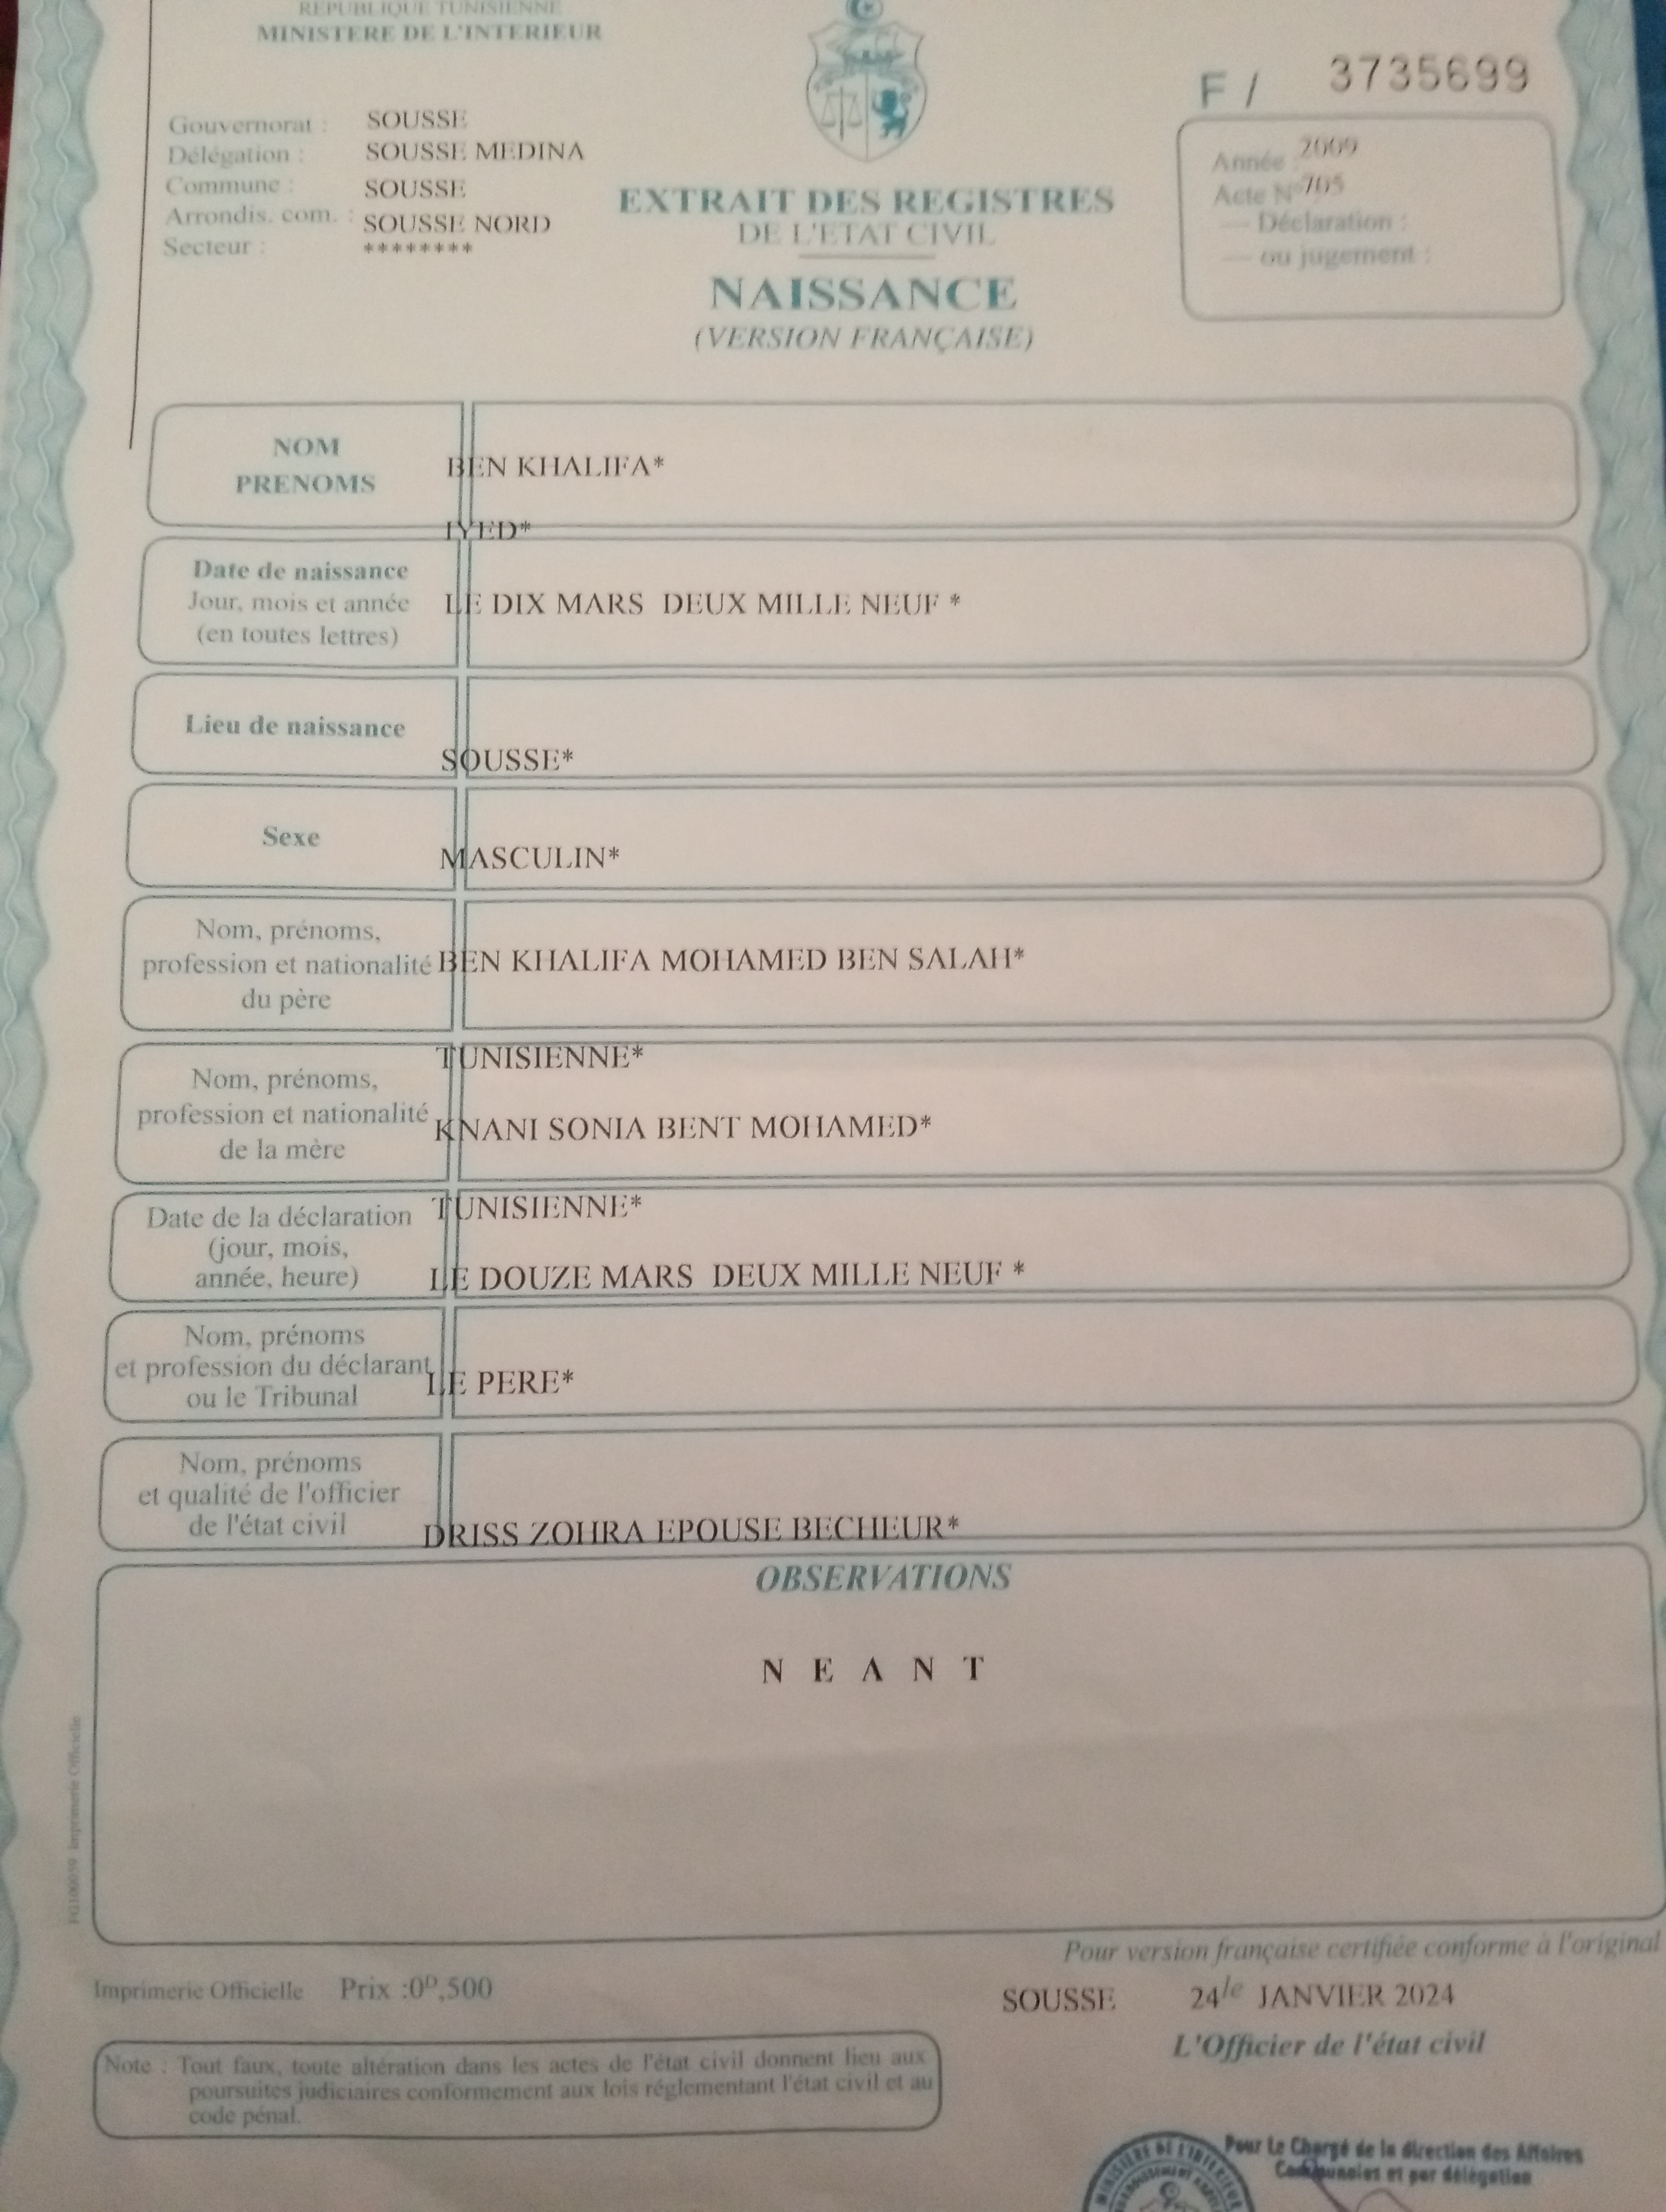 REPUBLIQUE TUNISIENNE
MINISTERE DE L'INTERIEUR
Gouvernorat : SOUSSE
Délégation : SOUSSE MEDINA
Commune : SOUSSE
Arrondis. com. : SOUSSE NORD
Secteur : ********
F / 3735699
Année : 2009
Acte N° 705
— Déclaration :
— ou jugement :
EXTRAIT DES REGISTRES
DE L'ETAT CIVIL
NAISSANCE
(VERSION FRANÇAISE)
NOM
PRENOMS
BEN KHALIFA*
IYED*
Date de naissance
Jour, mois et année
(en toutes lettres)
LE DIX MARS DEUX MILLE NEUF *
Lieu de naissance
SOUSSE*
Sexe
MASCULIN*
Nom, prénoms,
profession et nationalité
du père
BEN KHALIFA MOHAMED BEN SALAH*
TUNISIENNE*
Nom, prénoms,
profession et nationalité
de la mère
KNANI SONIA BENT MOHAMED*
TUNISIENNE*
Date de la déclaration
(jour, mois,
année, heure)
LE DOUZE MARS DEUX MILLE NEUF *
Nom, prénoms
et profession du déclarant
ou le Tribunal
LE PERE*
Nom, prénoms
et qualité de l'officier
de l'état civil
DRISS ZOHRA EPOUSE BECHEUR*
OBSERVATIONS
N E A N T
Imprimerie Officielle
Pour version française certifiée conforme à l'original
Imprimerie Officielle Prix :0ᴰ,500
SOUSSE 24 le JANVIER 2024
L'Officier de l'état civil
Note : Tout faux, toute altération dans les actes de l'état civil donnent lieu aux
poursuites judiciaires conformement aux lois réglementant l'état civil et au
code pénal.
Pour Le Chargé de la direction des Affaires
Communales et par délégation
MINISTERE DE L'INTERIEUR